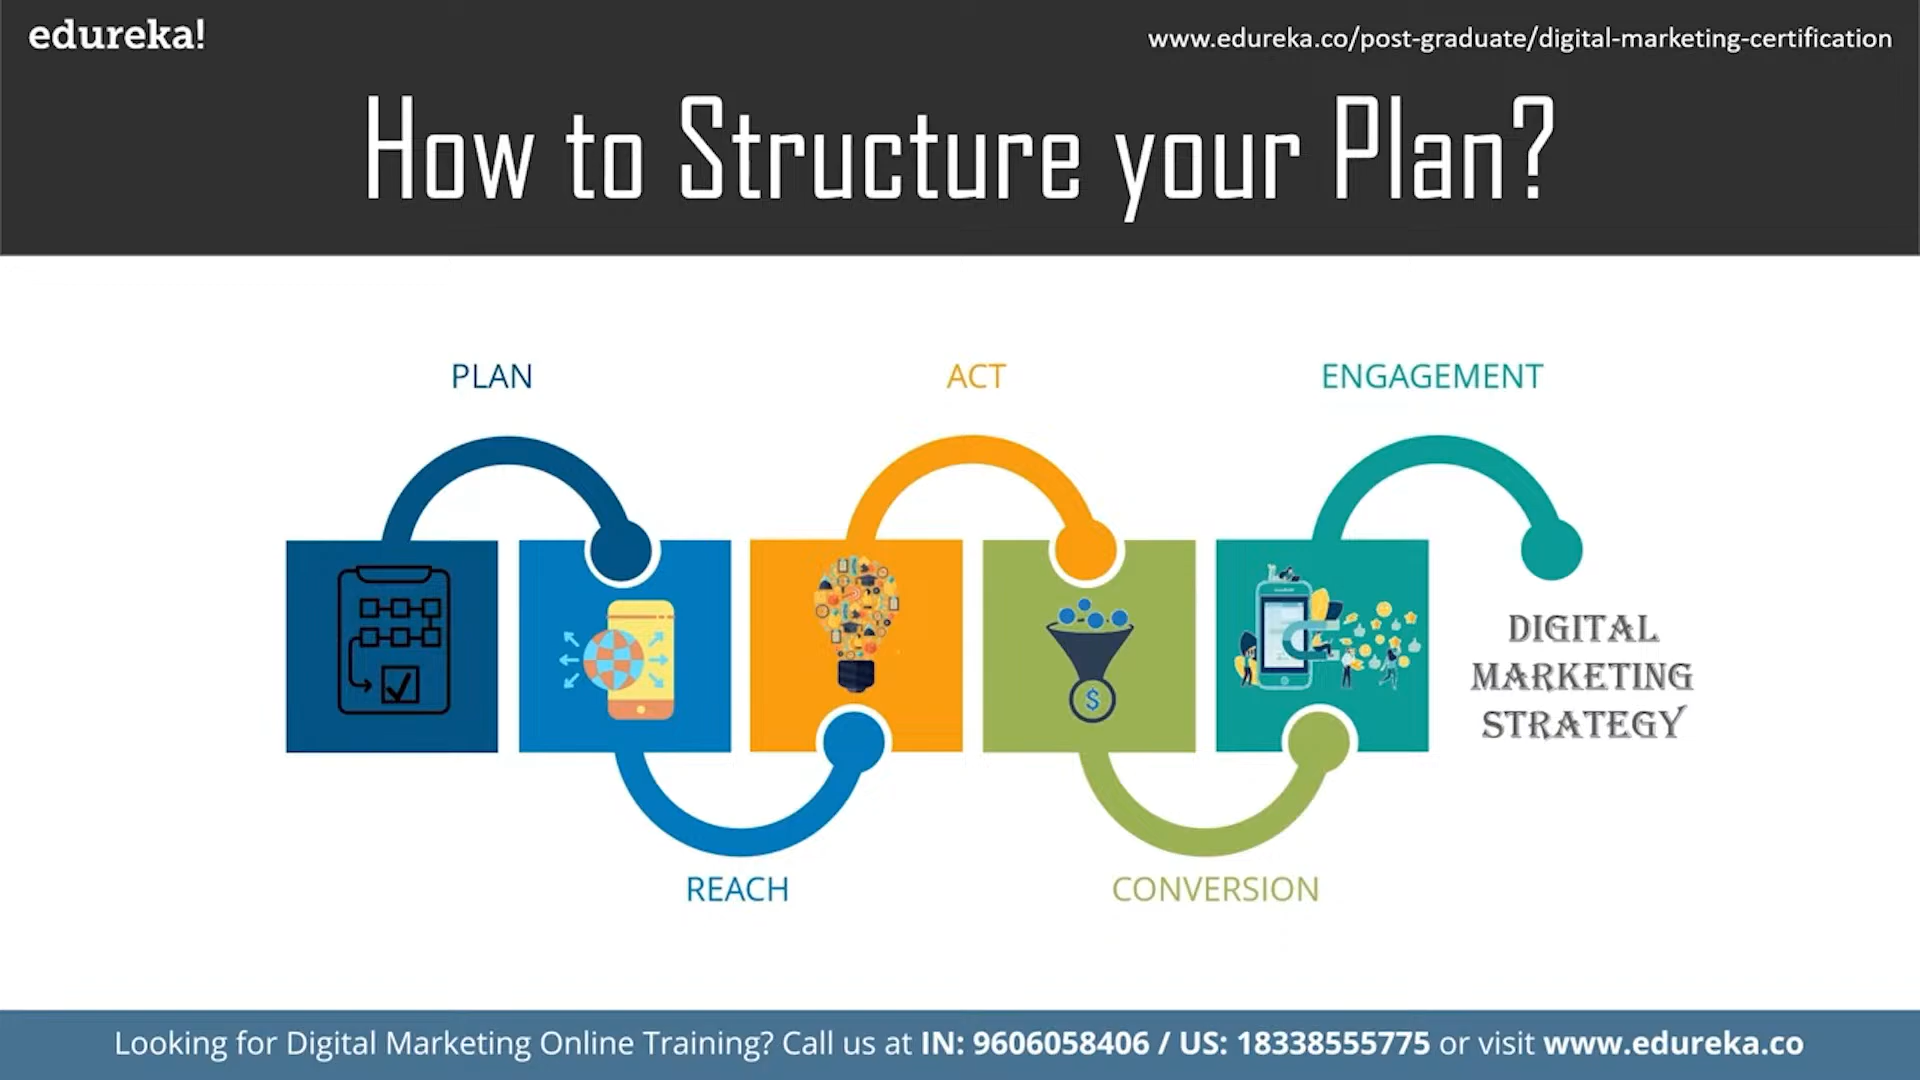 edureka!
www.edureka.co/post-graduate/digital-marketing-certification
How to Structure your Plan?
PLAN
ACT
ENGAGEMENT
DIGITAL
MARKETING
STRATEGY
REACH
CONVERSION
Looking for Digital Marketing Online Training? Call us at IN: 9606058406 / US: 18338555775 or visit www.edureka.co